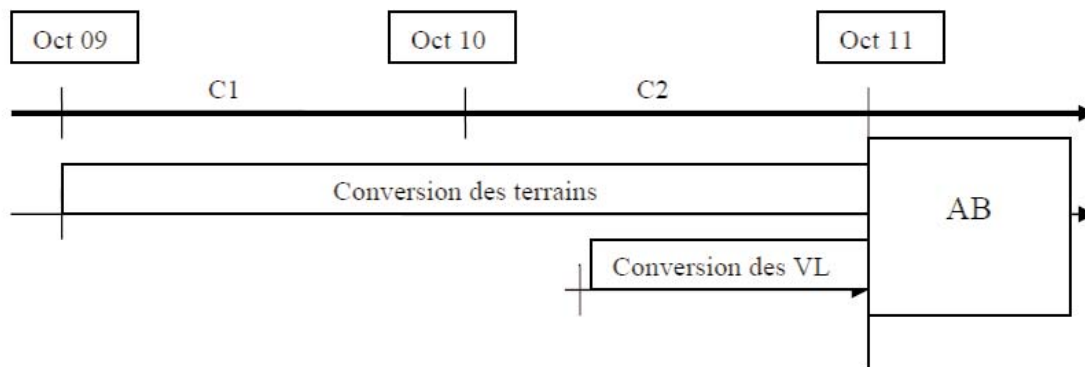 Oct 09
Oct 10
Oct 11
C1
C2
Conversion des terrains
AB
Conversion des VL